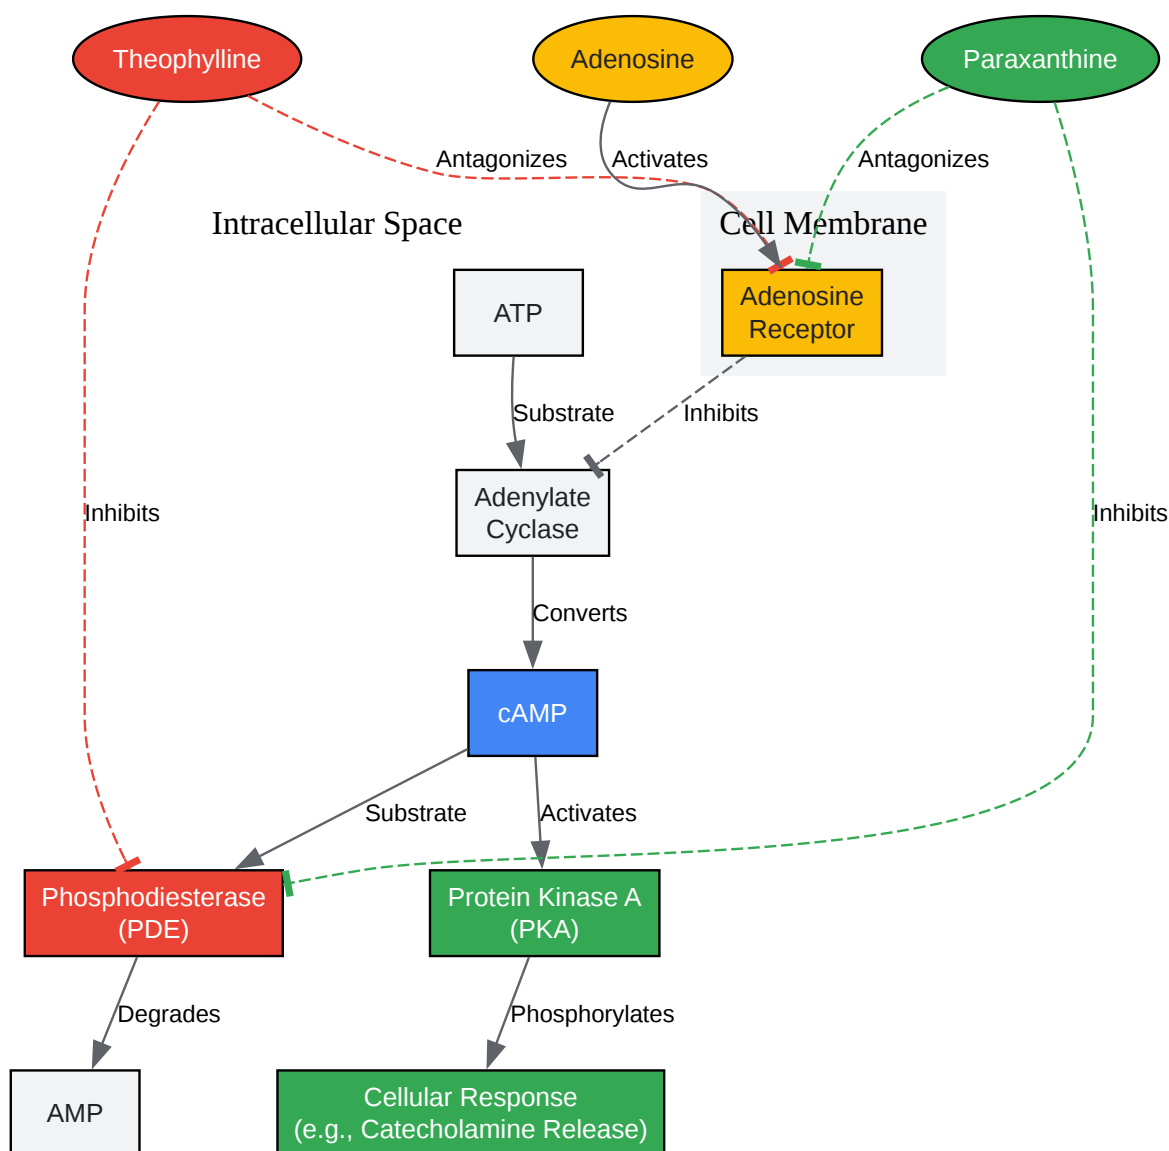 Theophylline
Adenosine
Paraxanthine
Antagonizes
Activates
Antagonizes
Intracellular Space
Cell Membrane
ATP
Adenosine
Receptor
Substrate
Inhibits
Adenylate
Cyclase
Inhibits
Inhibits
Converts
cAMP
Substrate
Activates
Phosphodiesterase
(PDE)
Protein Kinase A
(PKA)
Degrades
Phosphorylates
AMP
Cellular Response
(e.g., Catecholamine Release)